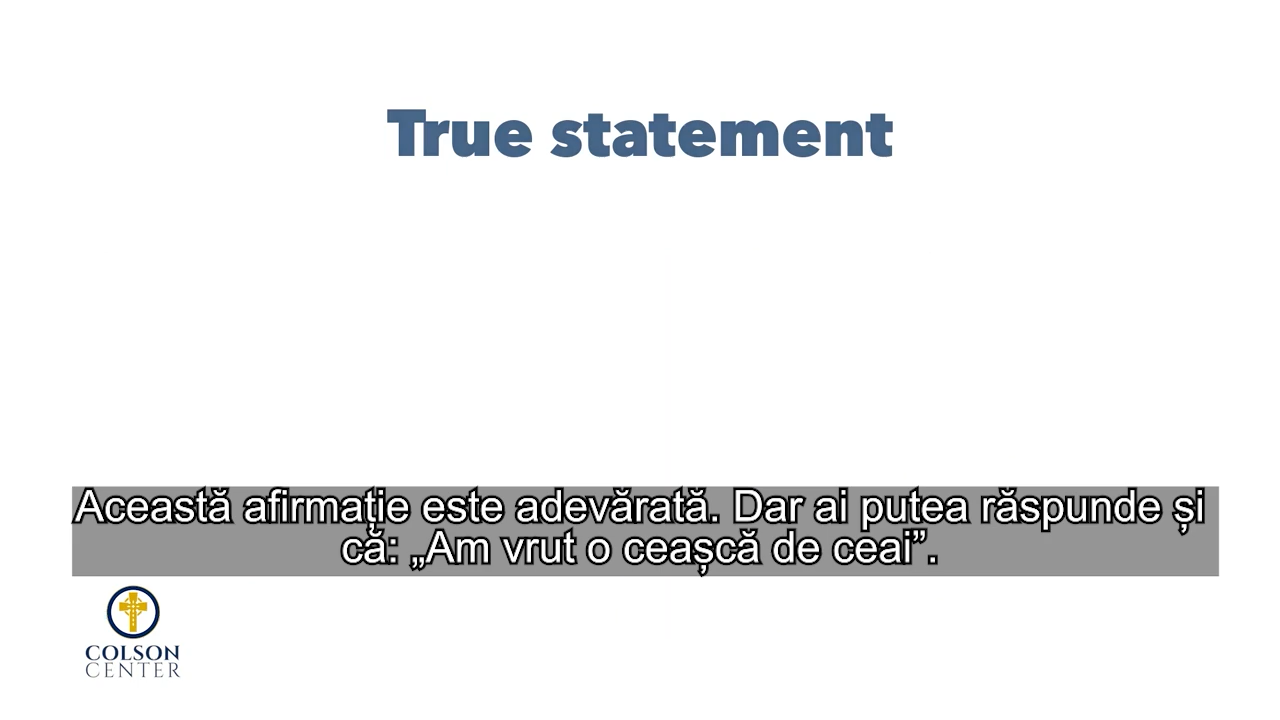 True statement
Această afirmație este adevărată. Dar ai putea răspunde și
că: „Am vrut o ceașcă de ceai”.
COLSON
CENTER